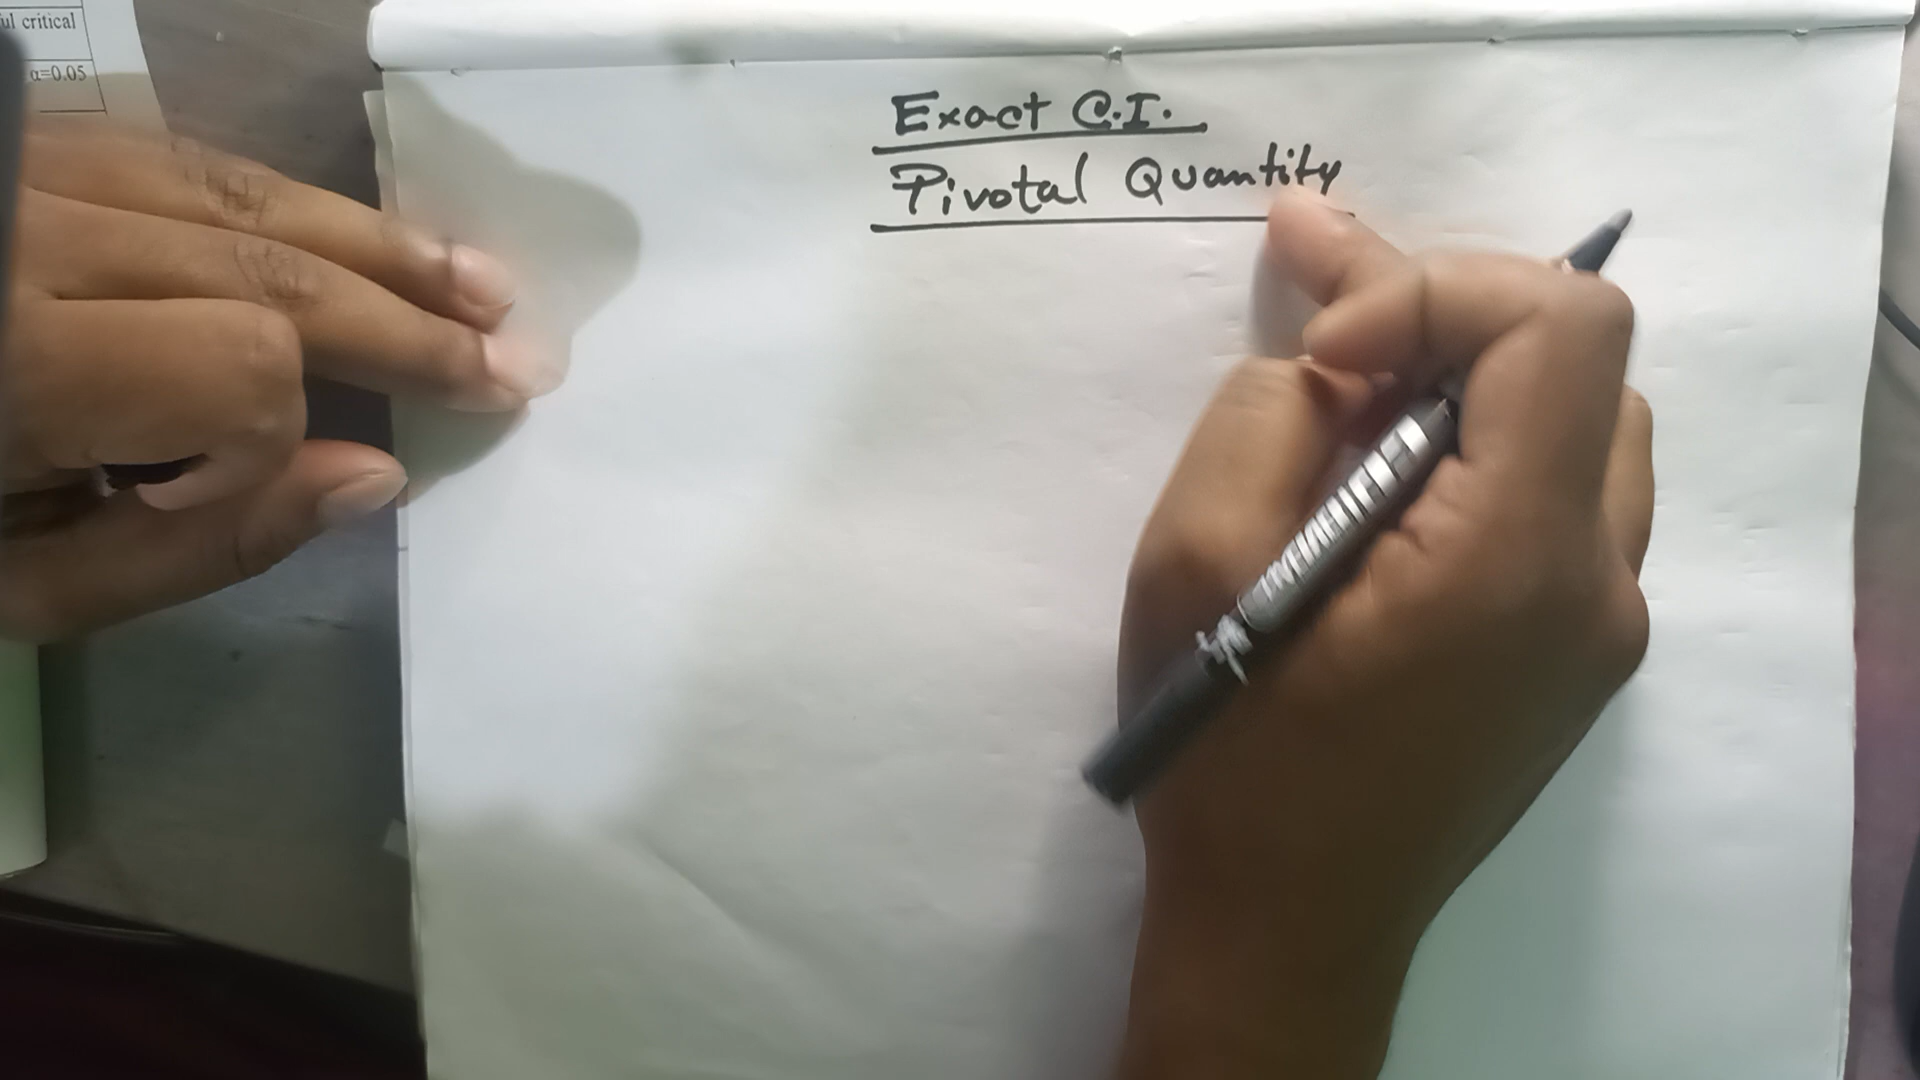 ul critical
α=0.05
Exact C.I.
Pivotal Quantity